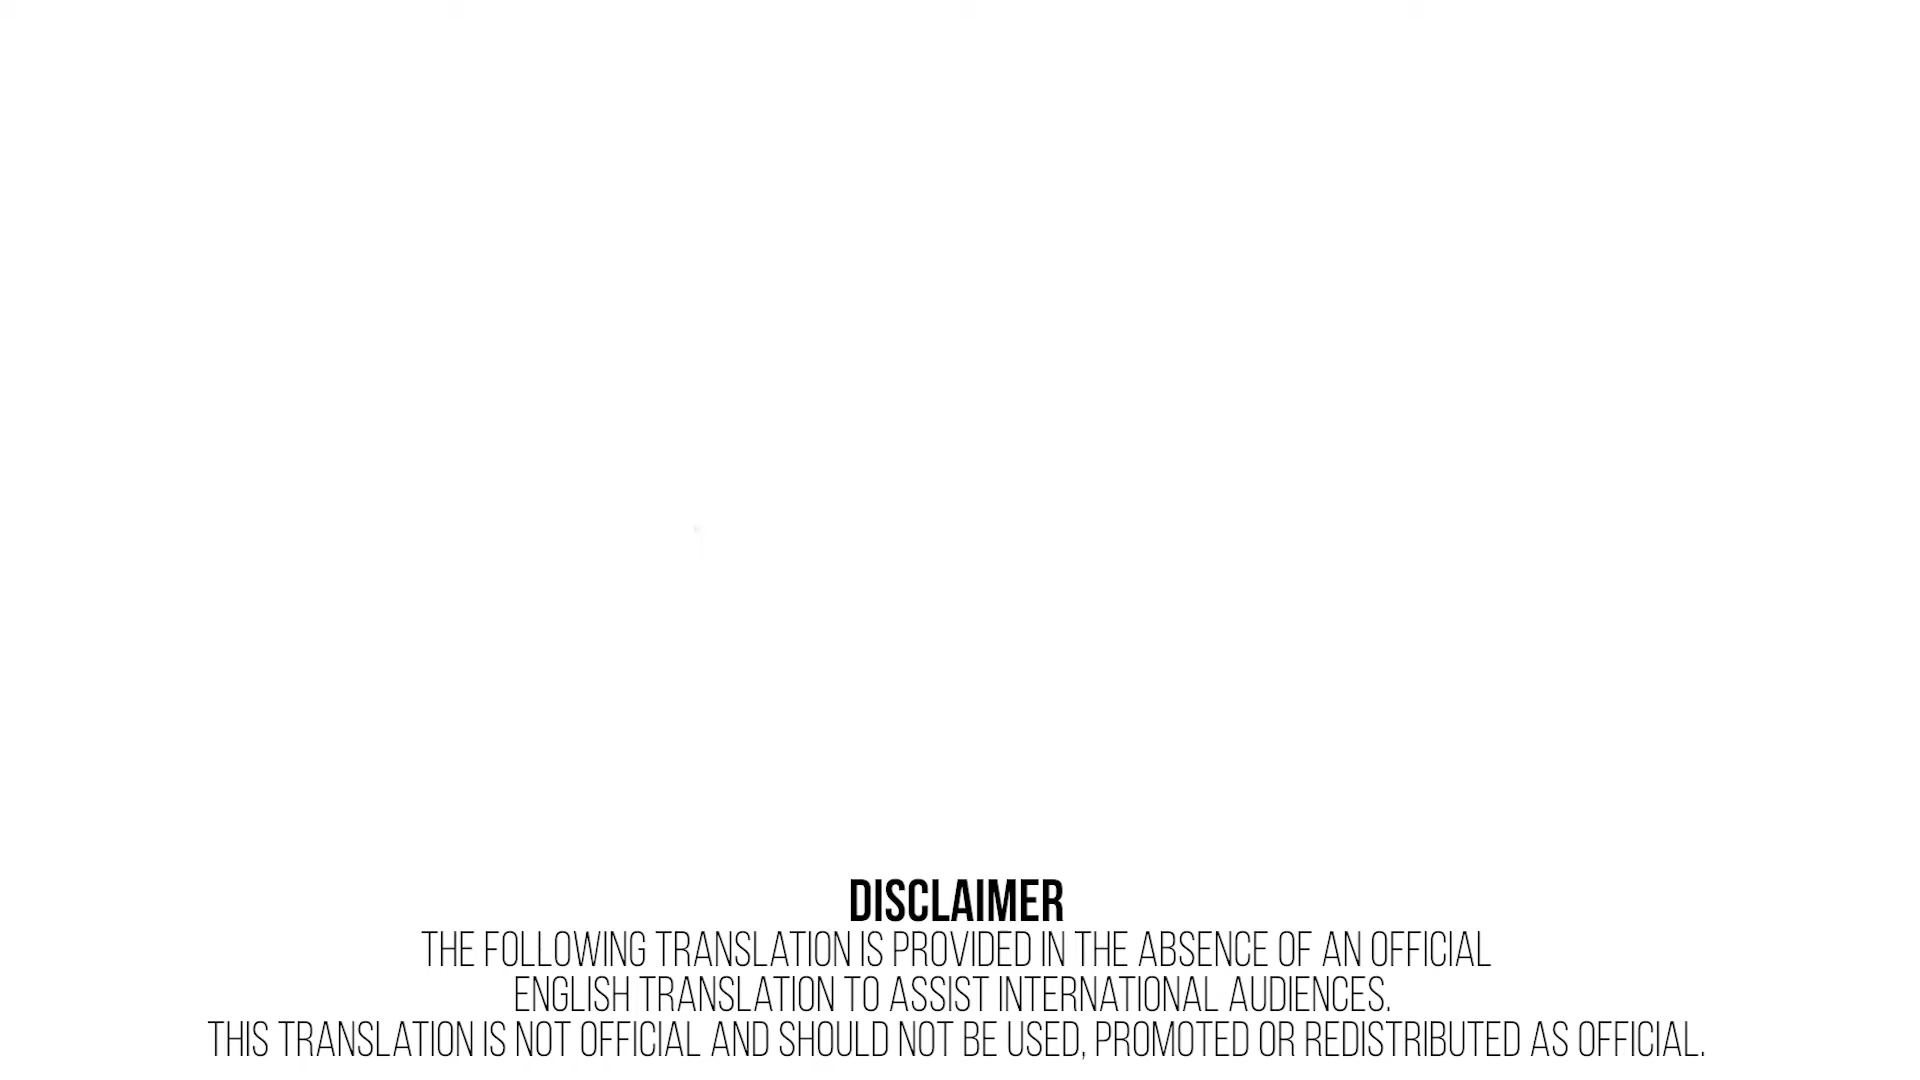 DISCLAIMER
THE FOLLOWING TRANSLATION IS PROVIDED IN THE ABSENCE OF AN OFFICIAL
ENGLISH TRANSLATION TO ASSIST INTERNATIONAL AUDIENCES.
THIS TRANSLATION IS NOT OFFICIAL AND SHOULD NOT BE USED, PROMOTED OR REDISTRIBUTED AS OFFICIAL.